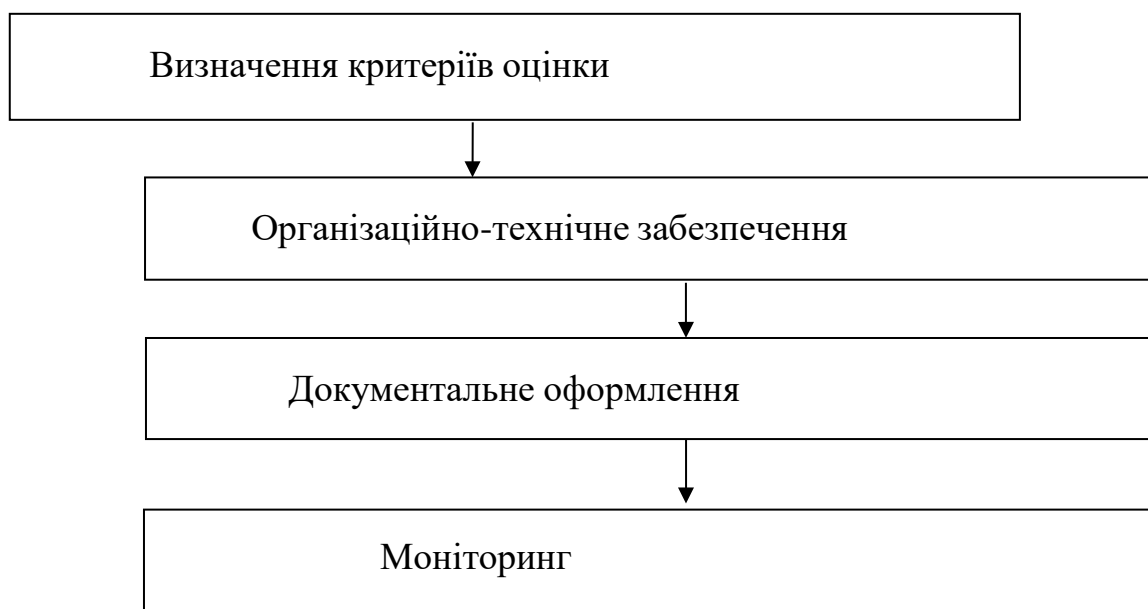 Визначення критеріїв оцінки
Організаційно-технічне забезпечення
Документальне оформлення
Моніторинг